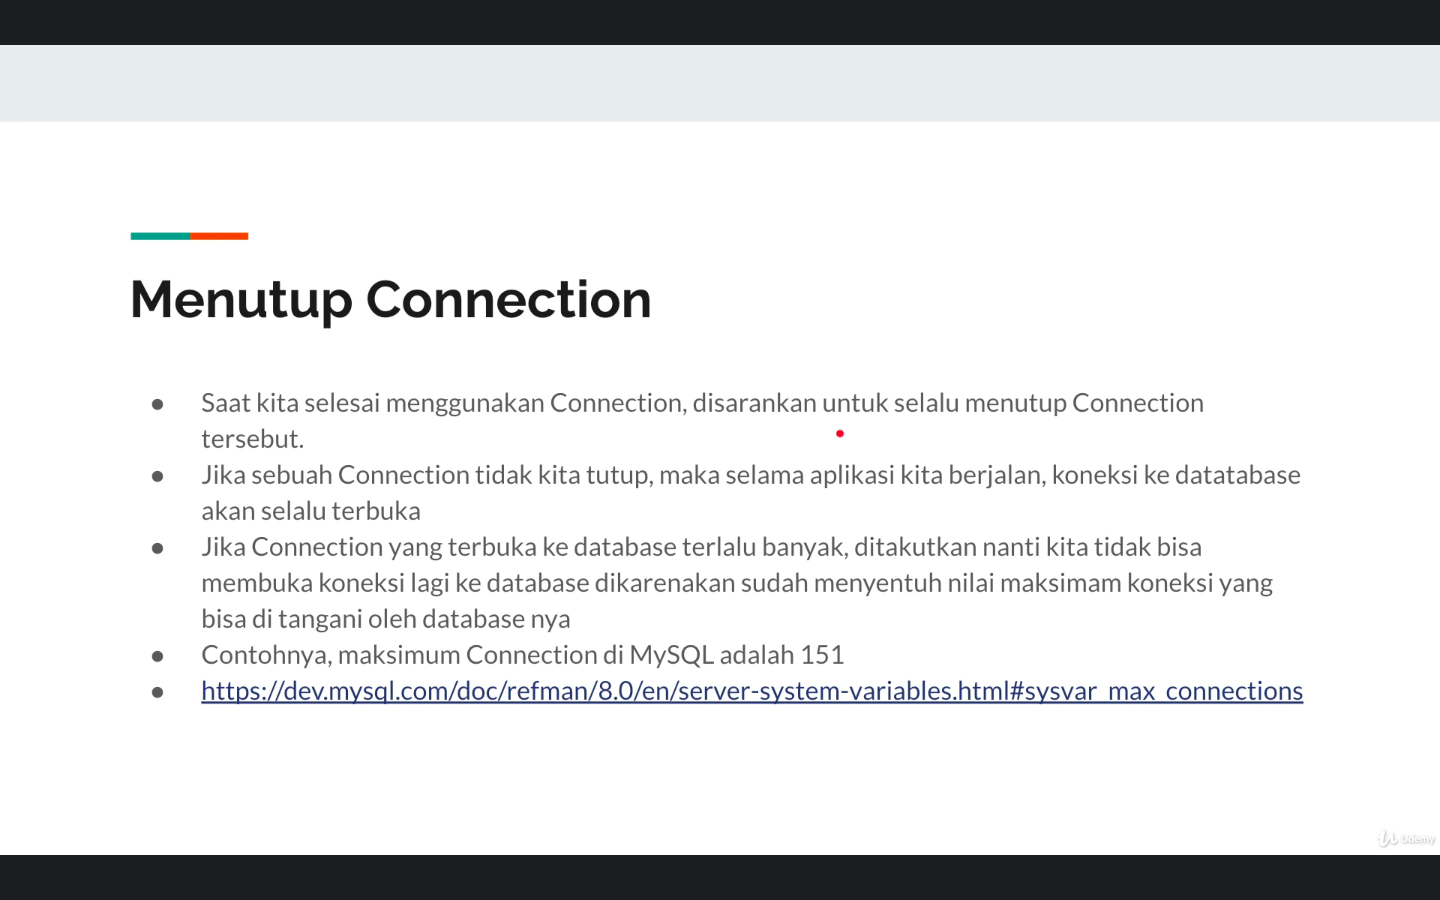 Menutup Connection
● Saat kita selesai menggunakan Connection, disarankan untuk selalu menutup Connection
tersebut.
● Jika sebuah Connection tidak kita tutup, maka selama aplikasi kita berjalan, koneksi ke datatabase
akan selalu terbuka
● Jika Connection yang terbuka ke database terlalu banyak, ditakutkan nanti kita tidak bisa
membuka koneksi lagi ke database dikarenakan sudah menyentuh nilai maksimam koneksi yang
bisa di tangani oleh database nya
● Contohnya, maksimum Connection di MySQL adalah 151
● https://dev.mysql.com/doc/refman/8.0/en/server-system-variables.html#sysvar_max_connections
Udemy